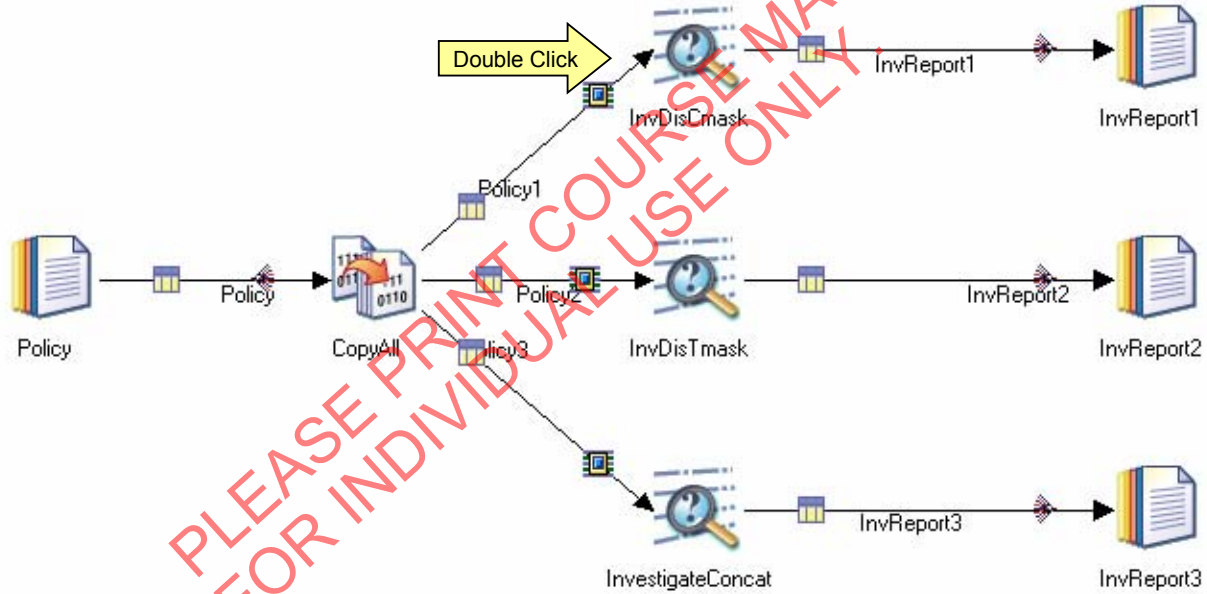 Double Click
InvReport1
InvDisCmask
InvReport1
Policy1
Policy
Policy2
InvReport2
Policy
CopyAll
olicy3
InvDisTmask
InvReport2
InvReport3
InvestigateConcat
InvReport3
PLEASE PRINT COURSE MA
FOR INDIVIDUAL USE ONLY.